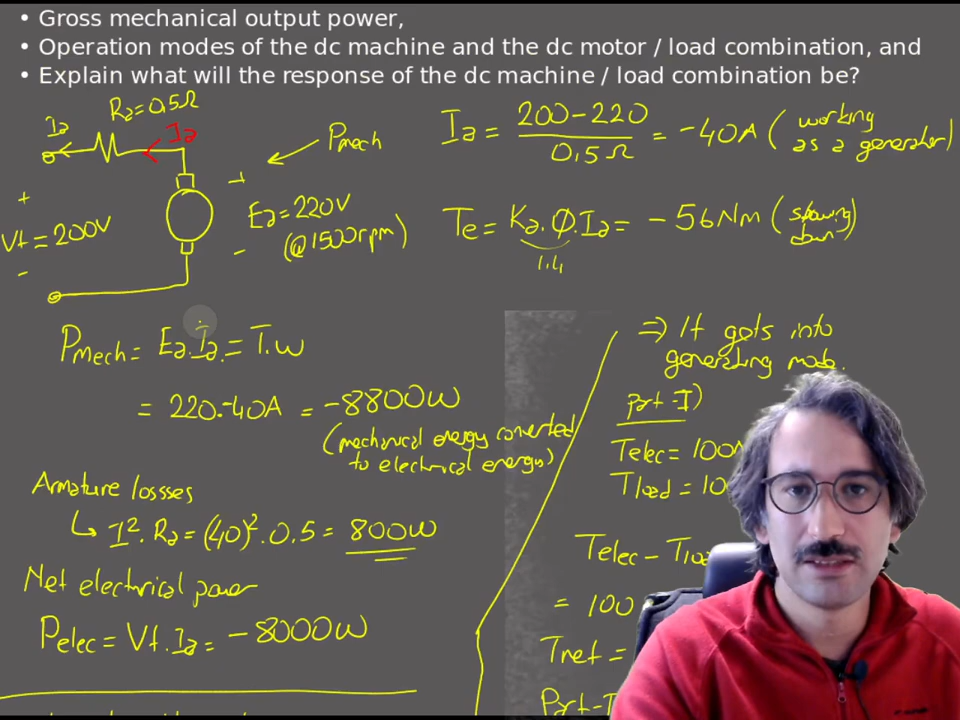 • Gross mechanical output power,
• Operation modes of the dc machine and the dc motor / load combination, and
• Explain what will the response of the dc machine / load combination be?
Ra=0,5Ω
Ia
Ia
Pmech
+
Vt=200V
-
+
Ea=220V
(@1500rpm)
-
Ia = 200-220 / 0.5Ω = -40A (working as a generator)
Te = Ka.Ø.Ia = -56Nm (slowing down)
1.4
Pmech = Ea.Ia = T.w
= 220.-40A = -8800W
(mechanical energy converted
to electrical energy)
Armature lossses
↳ I².Ra = (40)².0.5 = 800W
Net electrical power
Pelec = Vt.Ia = -8000W
⇒ It gets into
generating mode.
Part-I)
Telec = 100
Tload = 10
Telec - Tloa
= 100
Tnet =
Part-I